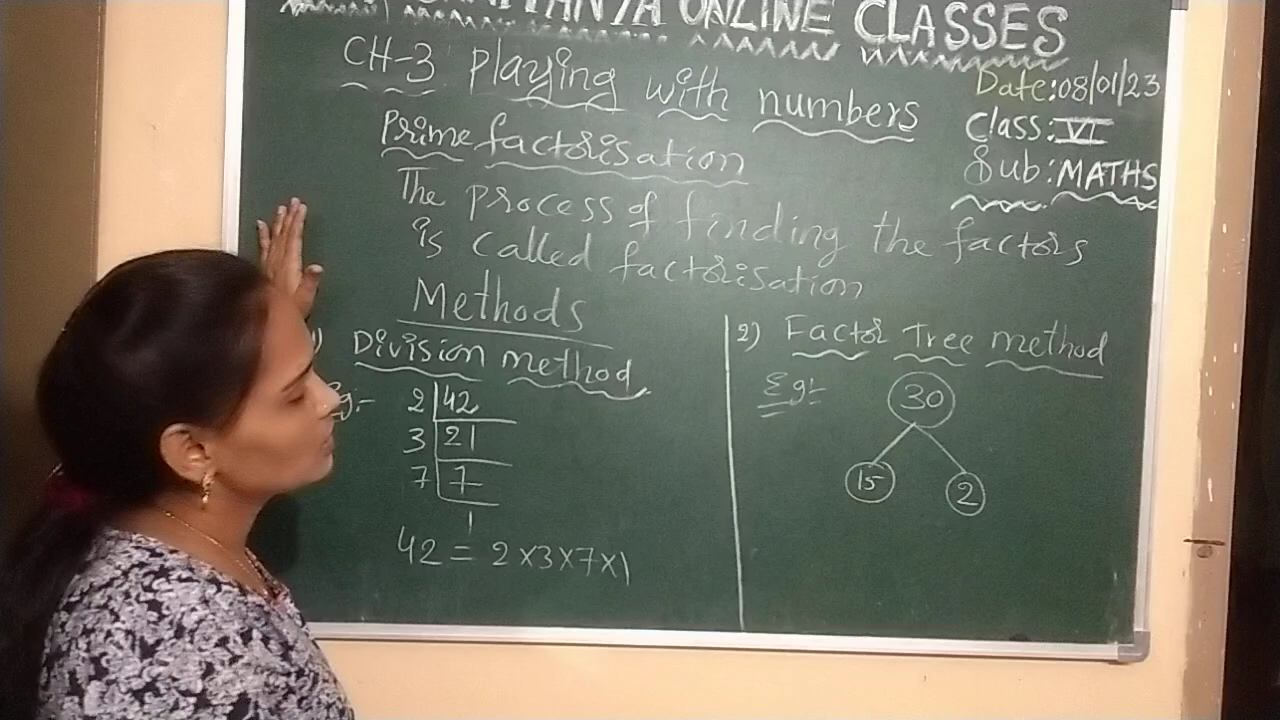 ONLINE CLASSES
CH-3 Playing with numbers
Date:08/01/23
Class:VI
Sub:MATHS
Prime factorisation
The process of finding the factors
is called factorisation
Methods
1) Division method
Eg:-
2 | 42
3 | 21
7 | 7
1
42 = 2×3×7×1
2) Factor Tree method
Eg:-
30
15 2